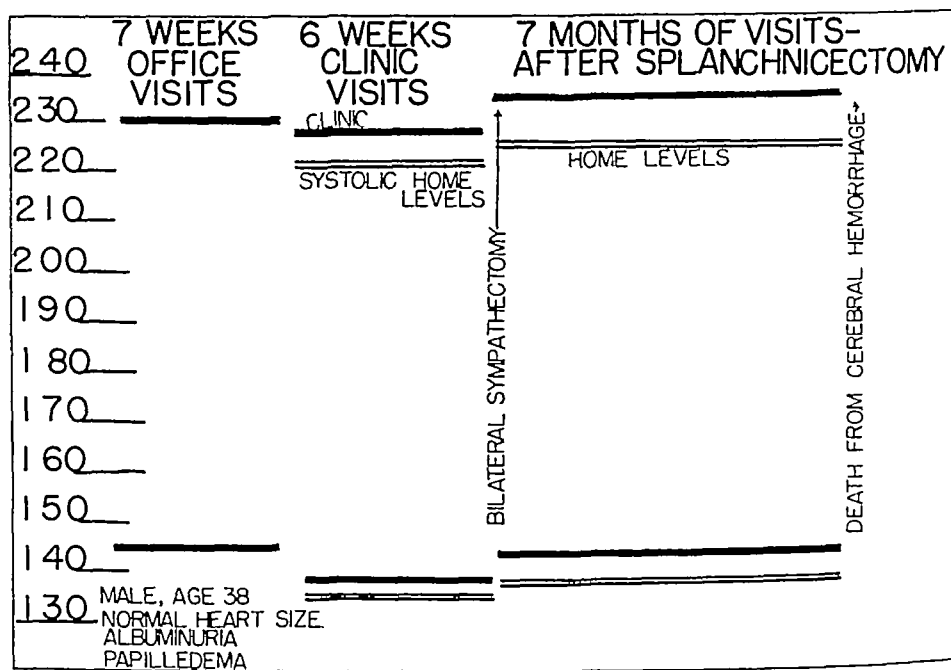 7 WEEKS
OFFICE
VISITS
6 WEEKS
CLINIC
VISITS
7 MONTHS OF VISITS-
AFTER SPLANCHNICECTOMY
240
230
220
210
200
190
180
170
160
150
140
130
CLINIC
SYSTOLIC HOME
LEVELS
BILATERAL SYMPATHECTOMY
HOME LEVELS
DEATH FROM CEREBRAL HEMORRHAGE
MALE, AGE 38
NORMAL HEART SIZE
ALBUMINURIA
PAPILLEDEMA